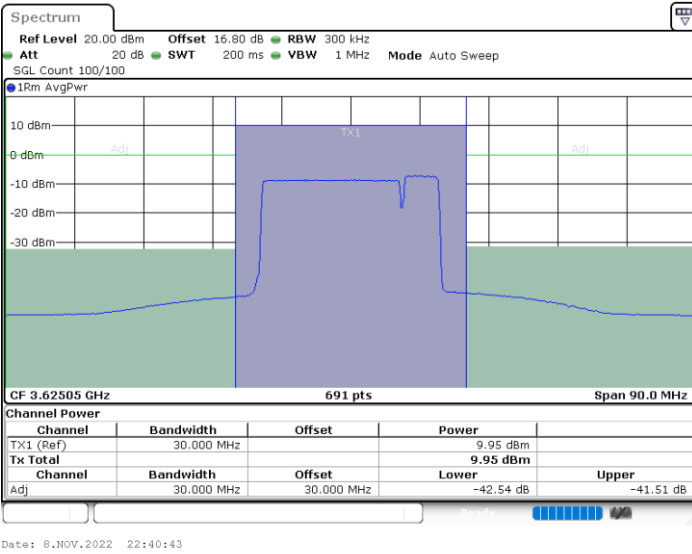 Spectrum
Ref Level 20.00 dBm Offset 16.80 dB RBW 300 kHz
Att 20 dB SWT 200 ms VBW 1 MHz Mode Auto Sweep
SGL Count 100/100
1Rm AvgPwr
10 dBm
TX1
Adj Adj
0 dBm
-10 dBm
-20 dBm
-30 dBm
CF 3.62505 GHz 691 pts Span 90.0 MHz
Channel Power
Channel Bandwidth Offset Power
TX1 (Ref) 30.000 MHz 9.95 dBm
Tx Total 9.95 dBm
Channel Bandwidth Offset Lower Upper
Adj 30.000 MHz 30.000 MHz -42.54 dB -41.51 dB
Ready
Date: 8.NOV.2022 22:40:43